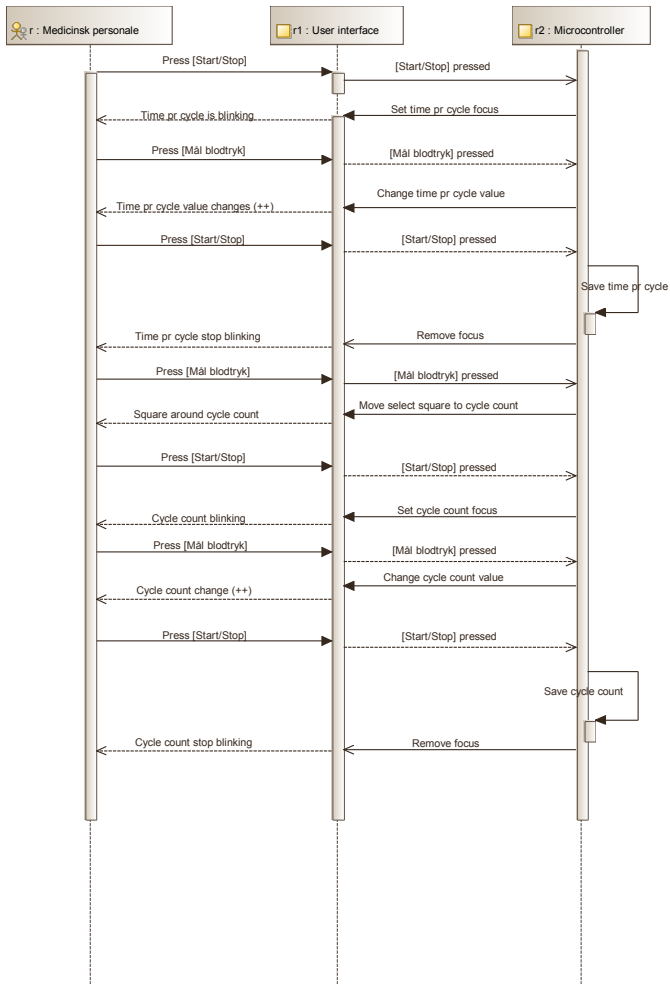 r : Medicinsk personale
r1 : User interface
r2 : Microcontroller
Press [Start/Stop]
[Start/Stop] pressed
Set time pr cycle focus
Time pr cycle is blinking
Press [Mål blodtryk]
[Mål blodtryk] pressed
Change time pr cycle value
Time pr cycle value changes (++)
Press [Start/Stop]
[Start/Stop] pressed
Save time pr cycle
Remove focus
Time pr cycle stop blinking
Press [Mål blodtryk]
[Mål blodtryk] pressed
Move select square to cycle count
Square around cycle count
Press [Start/Stop]
[Start/Stop] pressed
Set cycle count focus
Cycle count blinking
Press [Mål blodtryk]
[Mål blodtryk] pressed
Change cycle count value
Cycle count change (++)
Press [Start/Stop]
[Start/Stop] pressed
Save cycle count
Remove focus
Cycle count stop blinking